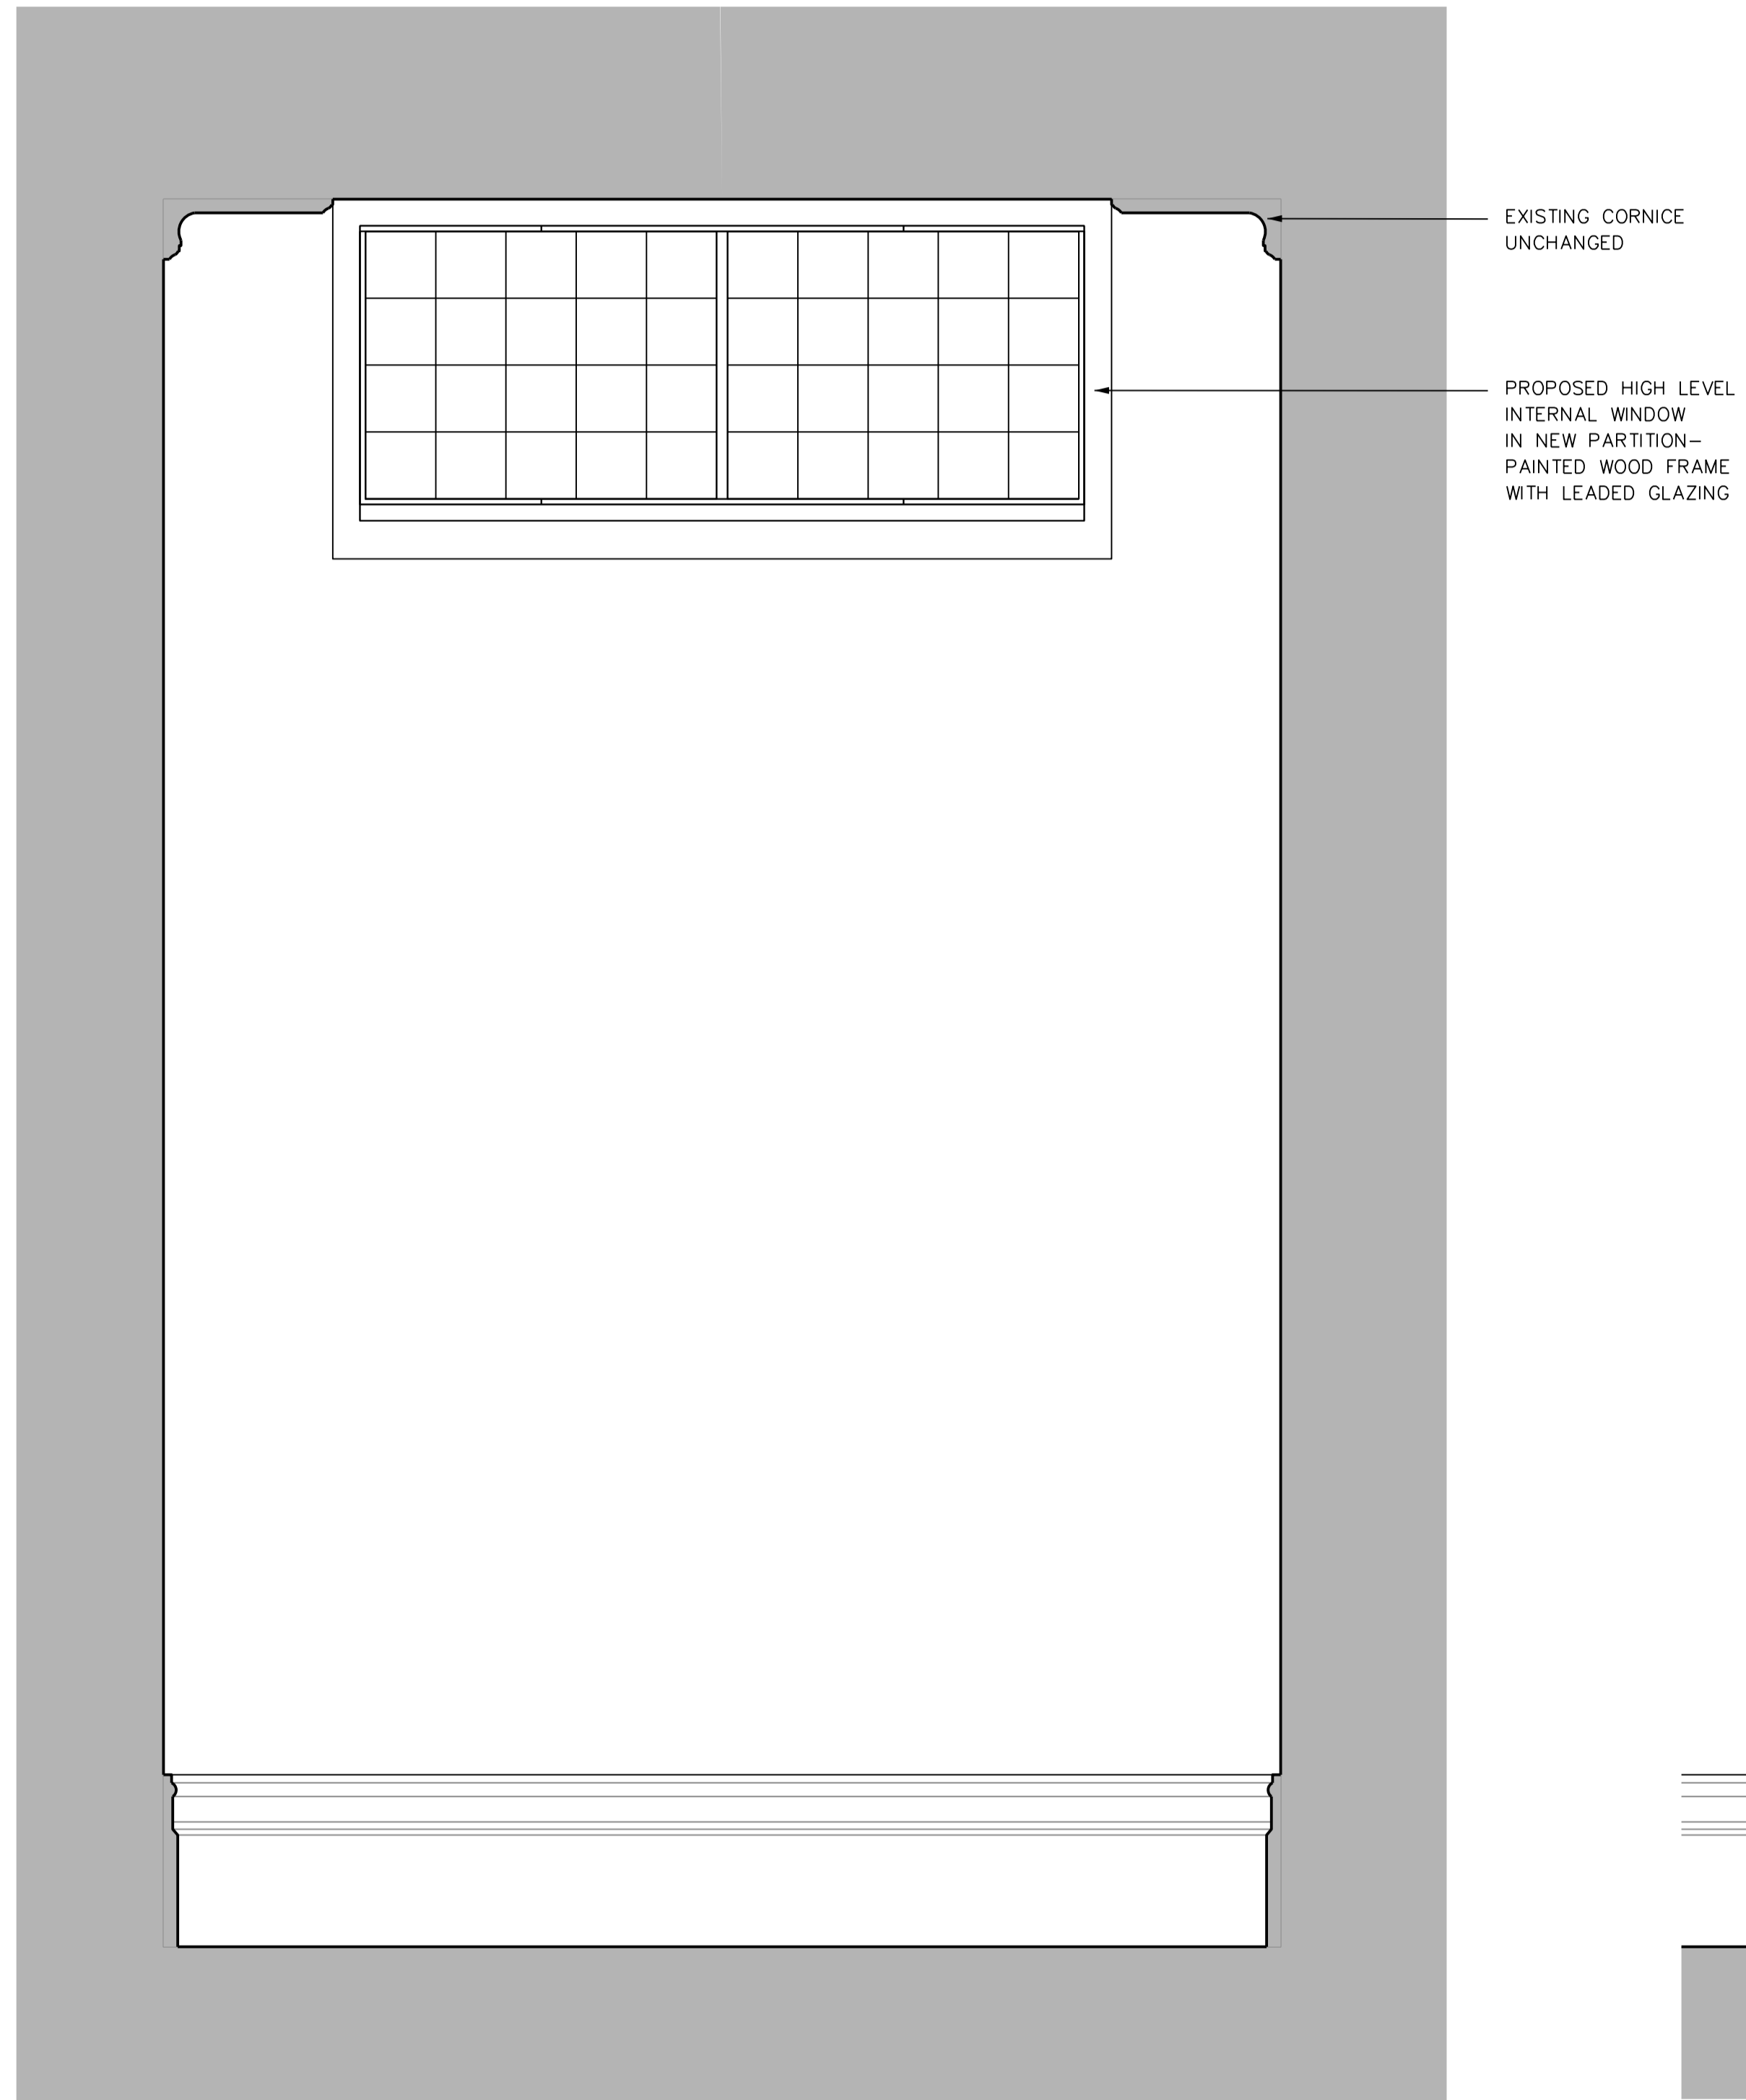 EXISTING CORNICE
UNCHANGED
PROPOSED HIGH LEVEL
INTERNAL WINDOW
IN NEW PARTITION-
PAINTED WOOD FRAME
WITH LEADED GLAZING